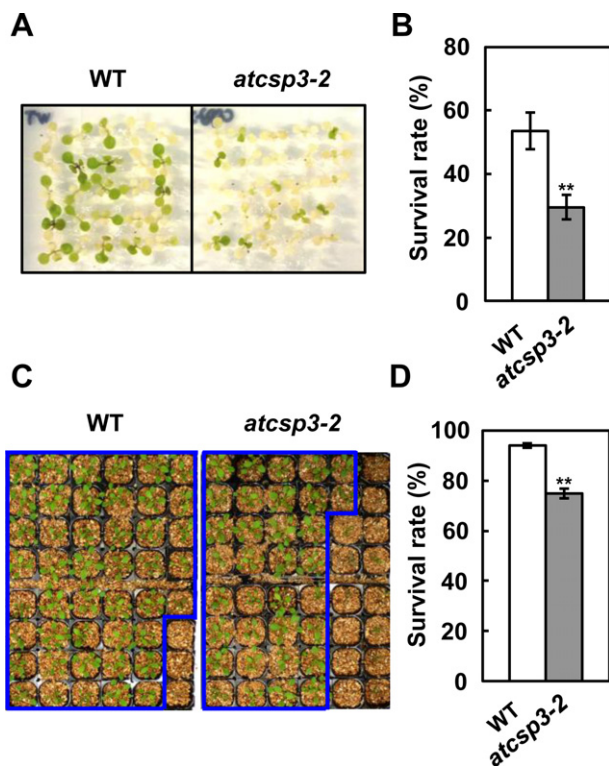 A
WT
atcsp3-2
B
Survival rate (%)
80
60
40
20
0
**
WT
atcsp3-2
C
WT
atcsp3-2
D
Survival rate (%)
100
80
60
40
20
0
**
WT
atcsp3-2